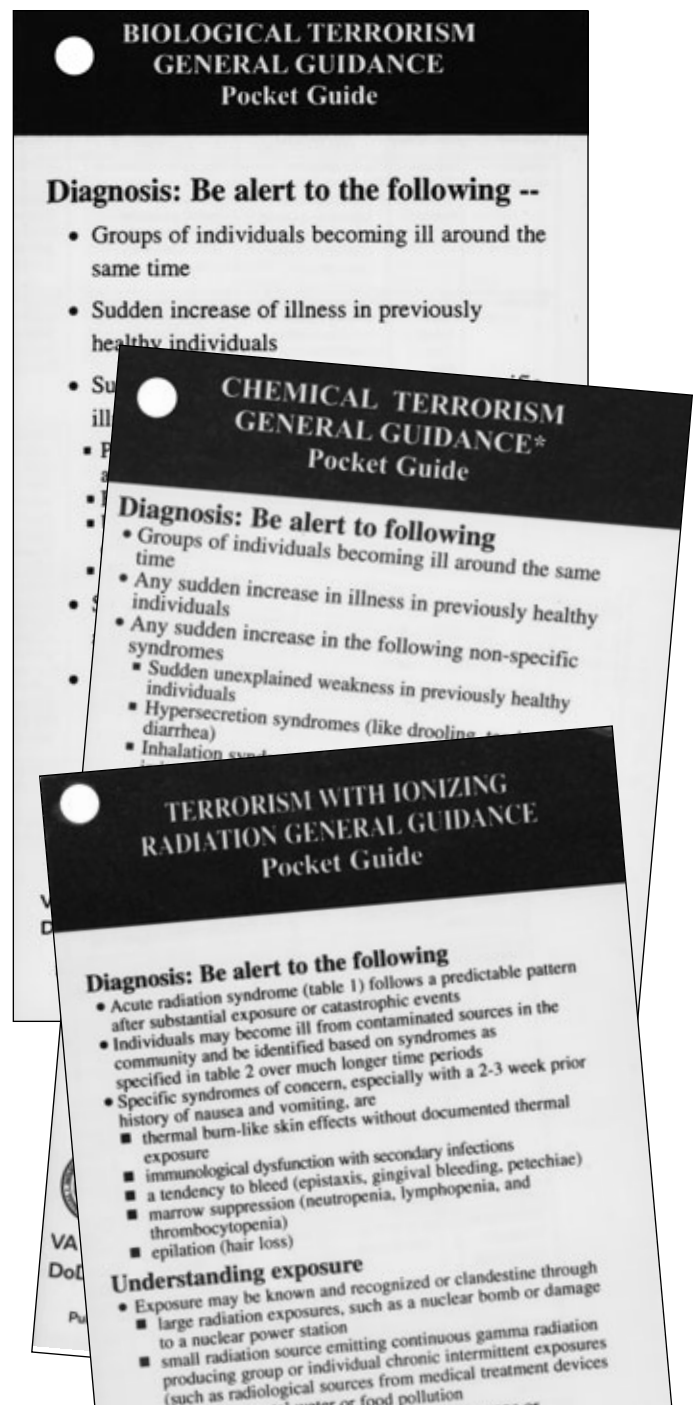 BIOLOGICAL TERRORISM
GENERAL GUIDANCE
Pocket Guide
Diagnosis: Be alert to the following --
• Groups of individuals becoming ill around the
same time
• Sudden increase of illness in previously
healthy individuals
CHEMICAL TERRORISM
GENERAL GUIDANCE*
Pocket Guide
Diagnosis: Be alert to following
• Groups of individuals becoming ill around the same
time
• Any sudden increase in illness in previously healthy
individuals
• Any sudden increase in the following non-specific
syndromes
▪ Sudden unexplained weakness in previously healthy
individuals
▪ Hypersecretion syndromes (like drooling,
diarrhea)
▪ Inhalation
TERRORISM WITH IONIZING
RADIATION GENERAL GUIDANCE
Pocket Guide
Diagnosis: Be alert to the following
• Acute radiation syndrome (table 1) follows a predictable pattern
after substantial exposure or catastrophic events
• Individuals may become ill from contaminated sources in the
community and be identified based on syndromes as
specified in table 2 over much longer time periods
• Specific syndromes of concern, especially with a 2-3 week prior
history of nausea and vomiting, are
■ thermal burn-like skin effects without documented thermal
exposure
■ immunological dysfunction with secondary infections
■ a tendency to bleed (epistaxis, gingival bleeding, petechiae)
■ marrow suppression (neutropenia, lymphopenia, and
thrombocytopenia)
■ epilation (hair loss)
Understanding exposure
• Exposure may be known and recognized or clandestine through
■ large radiation exposures, such as a nuclear bomb or damage
to a nuclear power station
■ small radiation source emitting continuous gamma radiation
producing group or individual chronic intermittent exposures
(such as radiological sources from medical treatment devices
water or food pollution
VA
DoD